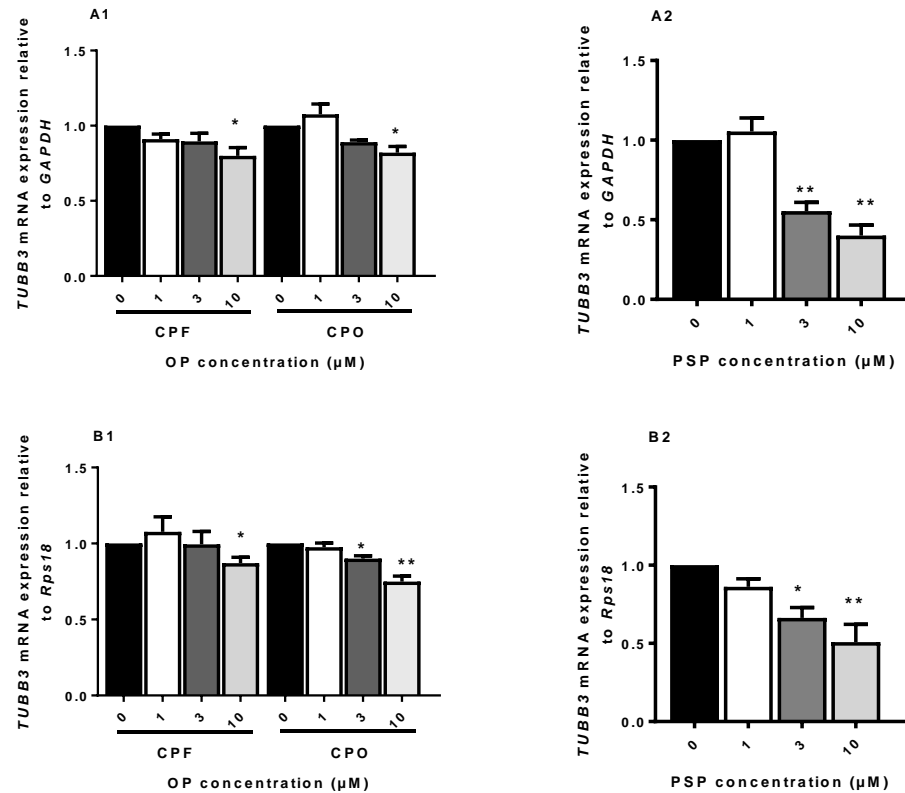 A1
TUBB3 mRNA expression relative
to GAPDH
1.5
1.0
0.5
0.0
*
*
0
1
3
10
0
1
3
10
CPF
CPO
OP concentration (µM)
A2
TUBB3 mRNA expression relative
to GAPDH
1.5
1.0
0.5
0.0
**
**
0
1
3
10
PSP concentration (µM)
B1
TUBB3 mRNA expression relative
to Rps18
1.5
1.0
0.5
0.0
*
*
**
0
1
3
10
0
1
3
10
CPF
CPO
OP concentration (µM)
B2
TUBB3 mRNA expression relative
to Rps18
1.5
1.0
0.5
0.0
*
**
0
1
3
10
PSP concentration (µM)